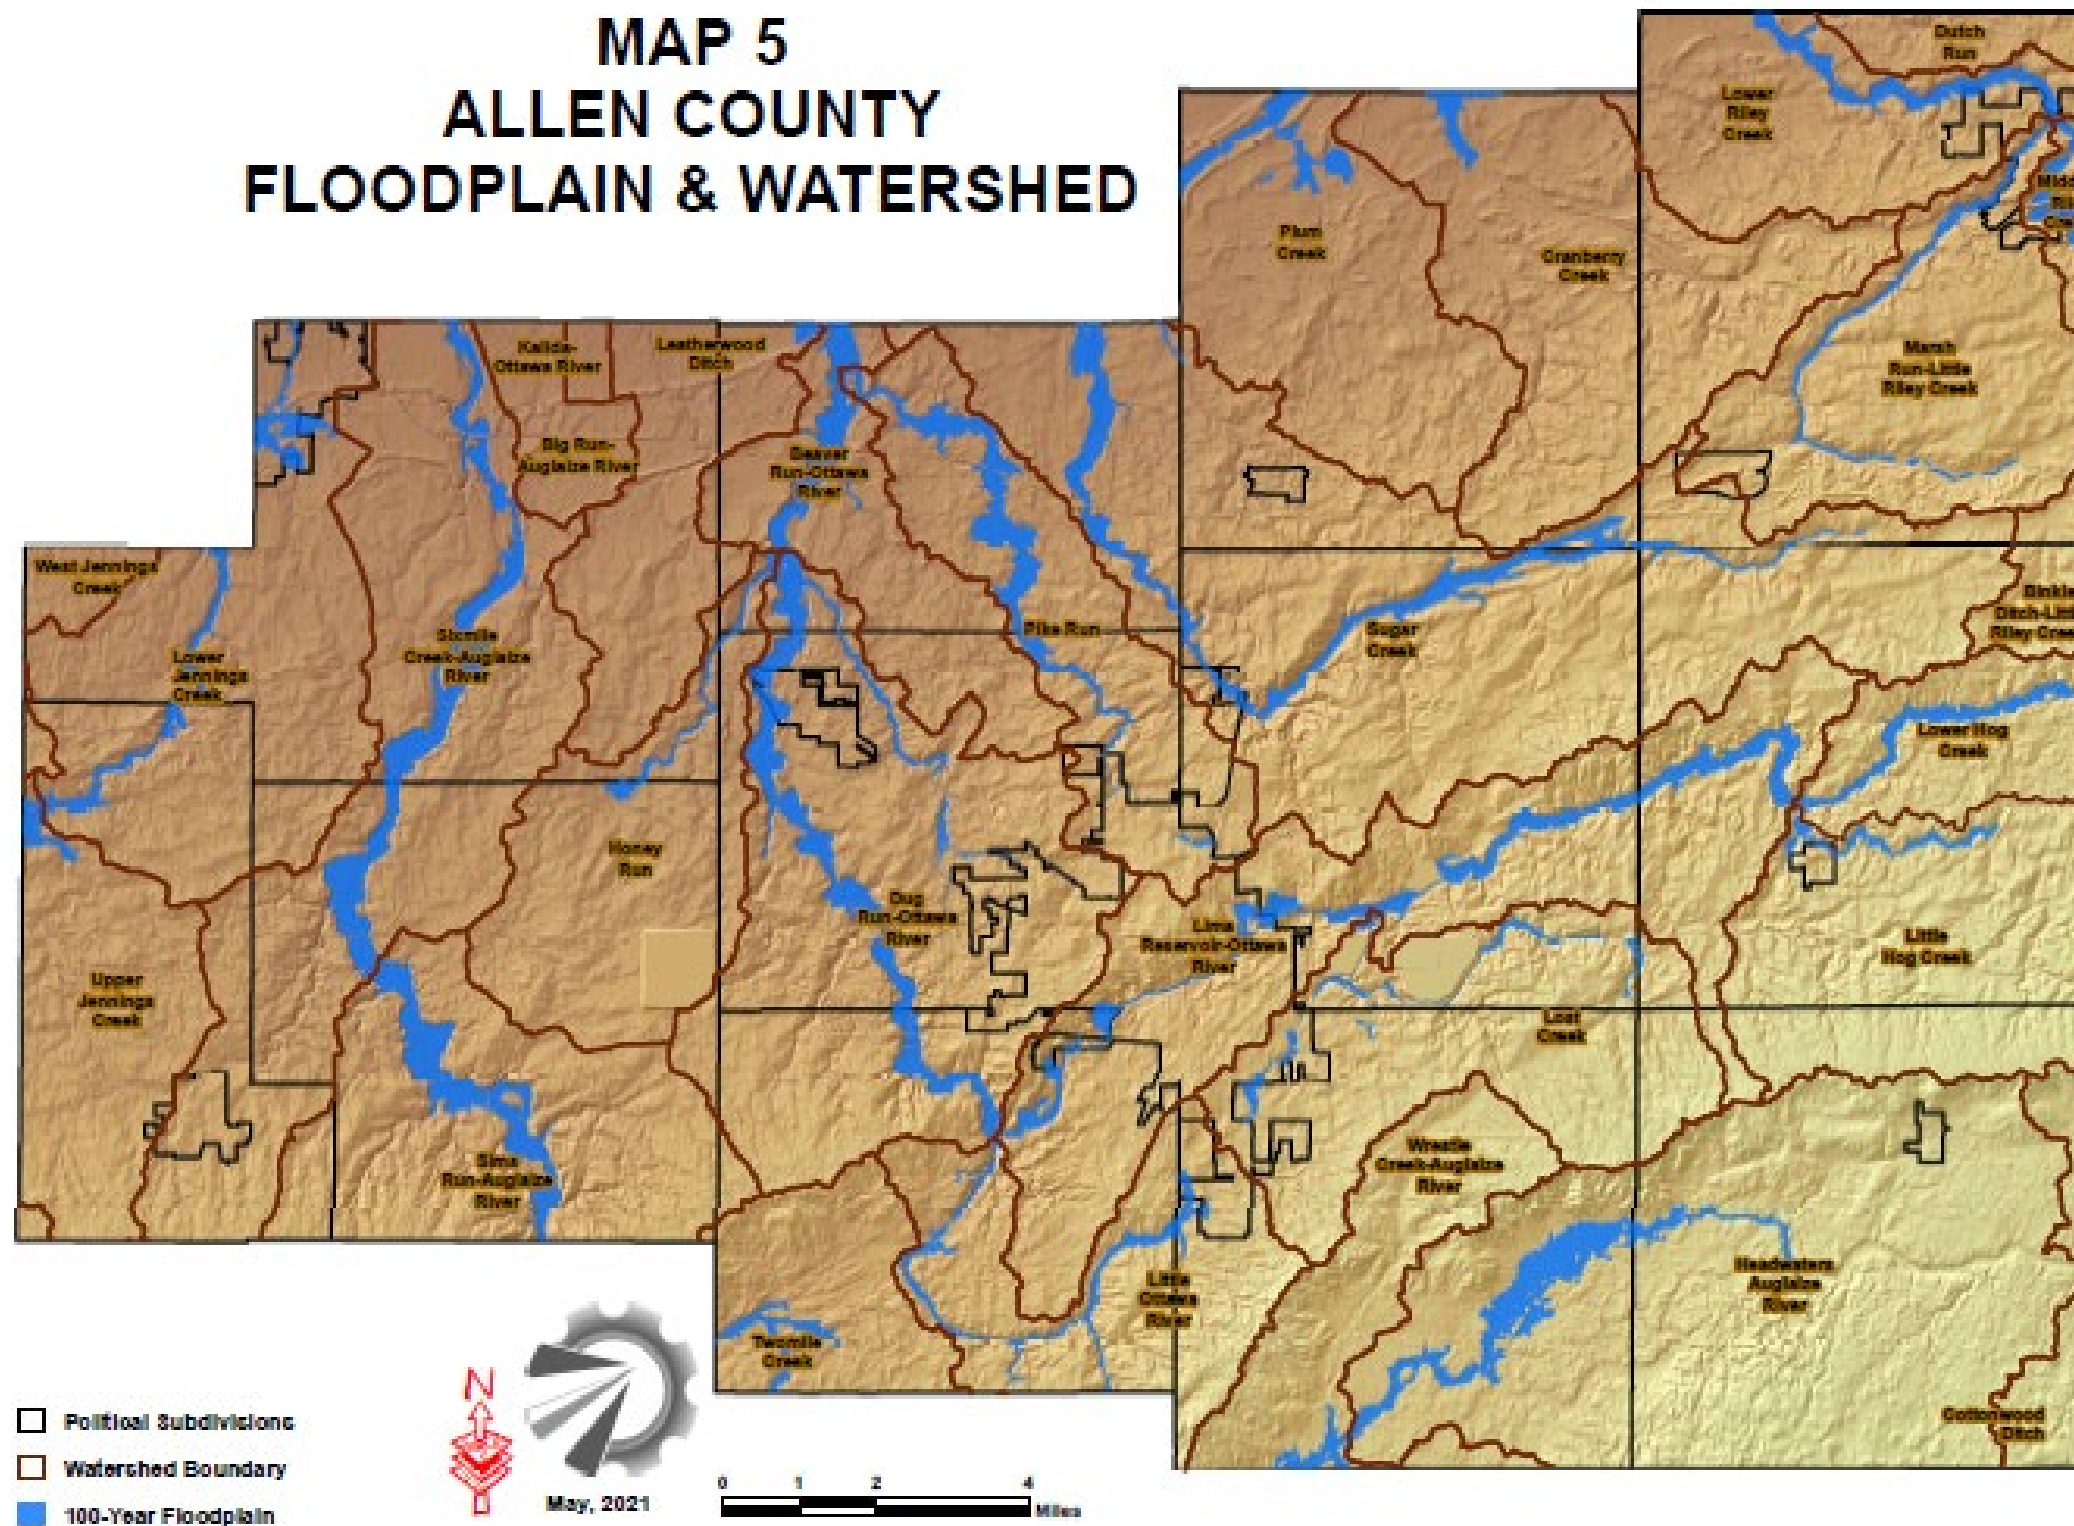 MAP 5
ALLEN COUNTY
FLOODPLAIN & WATERSHED
Dutch
Run
Lower
Riley
Creek
Plum
Creek
Cranberry
Creek
Marsh
Run-Little
Riley Creek
Kalida-
Ottawa River
Leatherwood
Ditch
Big Run-
Auglaize River
Beaver
Run-Ottawa
River
West Jennings
Creek
Lower
Jennings
Creek
Sixmile
Creek-Auglaize
River
Pike Run
Sugar
Creek
Ditch-Litt
Riley Cree
Lower Hog
Creek
Honey
Run
Dug
Run-Ottawa
River
Lima
Reservoir-Ottawa
River
Little
Hog Creek
Upper
Jennings
Creek
Lost
Creek
Wrestle
Creek-Auglaize
River
Sims
Run-Auglaize
River
Little
Ottawa
River
Headwaters
Auglaize
River
Twomile
Creek
Cottonwood
Ditch
N
Political Subdivisions
Watershed Boundary
100-Year Floodplain
May, 2021
0 1 2 4
Miles